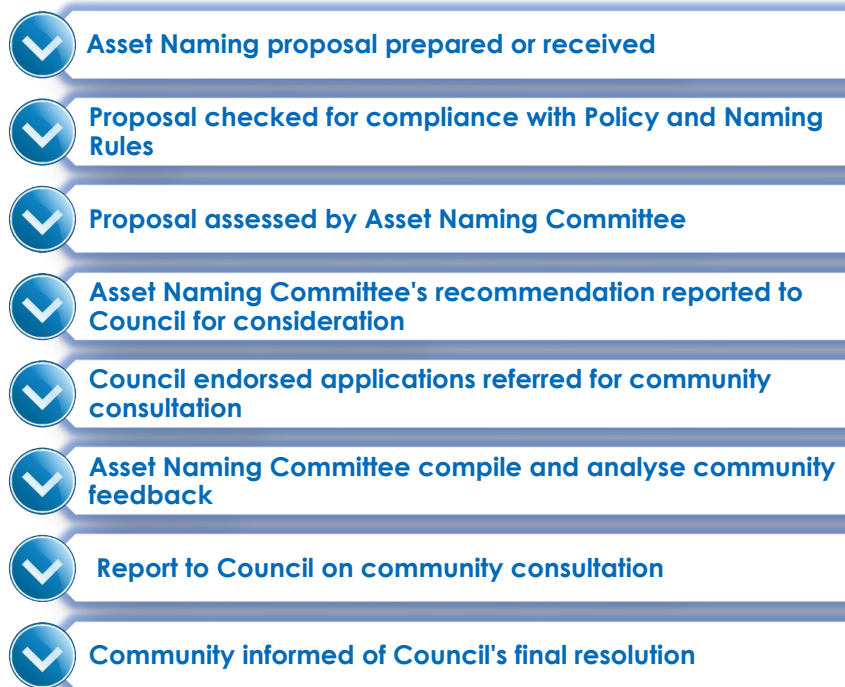 Asset Naming proposal prepared or received
Proposal checked for compliance with Policy and Naming
Rules
Proposal assessed by Asset Naming Committee
Asset Naming Committee's recommendation reported to
Council for consideration
Council endorsed applications referred for community
consultation
Asset Naming Committee compile and analyse community
feedback
Report to Council on community consultation
Community informed of Council's final resolution